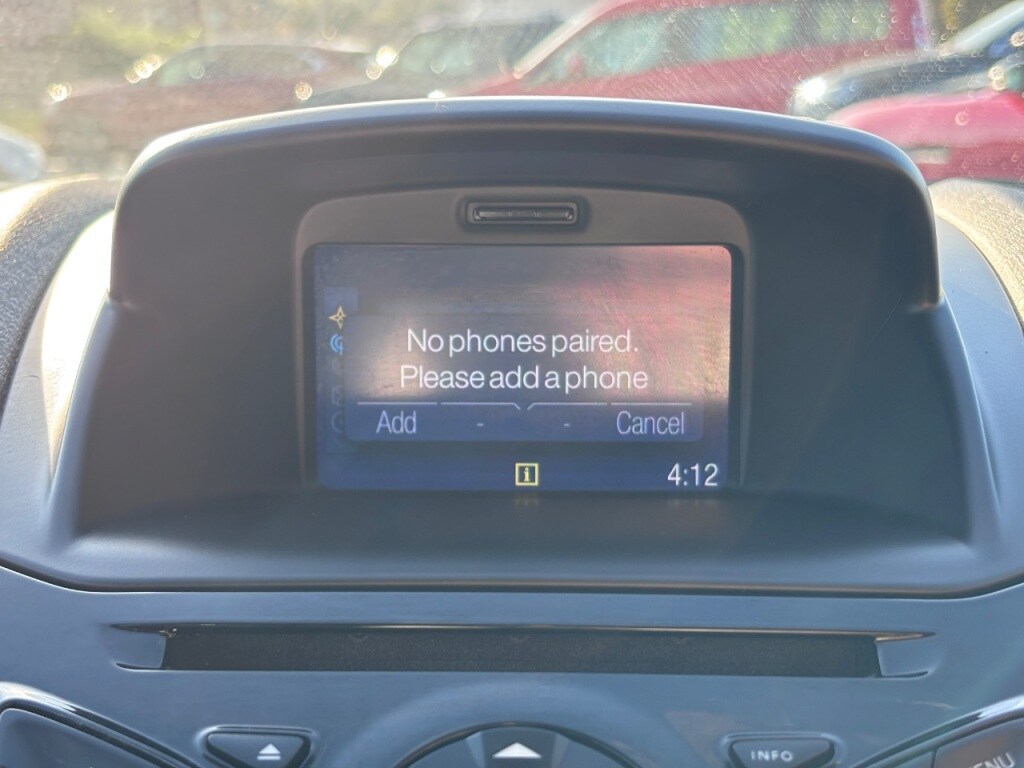 No phones paired.
Please add a phone
Add - - Cancel
i 4:12
INFO